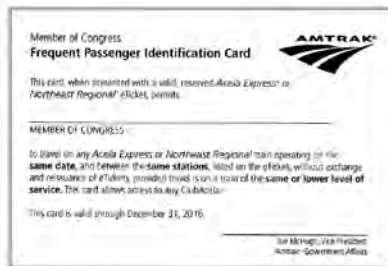 Member of Congress
Frequent Passenger Identification Card
AMTRAK®
This card, when presented with a valid, reserved Acela Express® or
Northeast Regional® eTicket, permits
MEMBER OF CONGRESS
to travel on any Acela Express or Northeast Regional train operating on the
same date, and between the same stations, listed on the eTicket, without exchange
and reissuance of eTickets, provided travel is on a train of the same or lower level of
service. This card allows access to any ClubAcela.
This card is valid through December 31, 2016.
Joe McHugh, Vice President
Amtrak Government Affairs